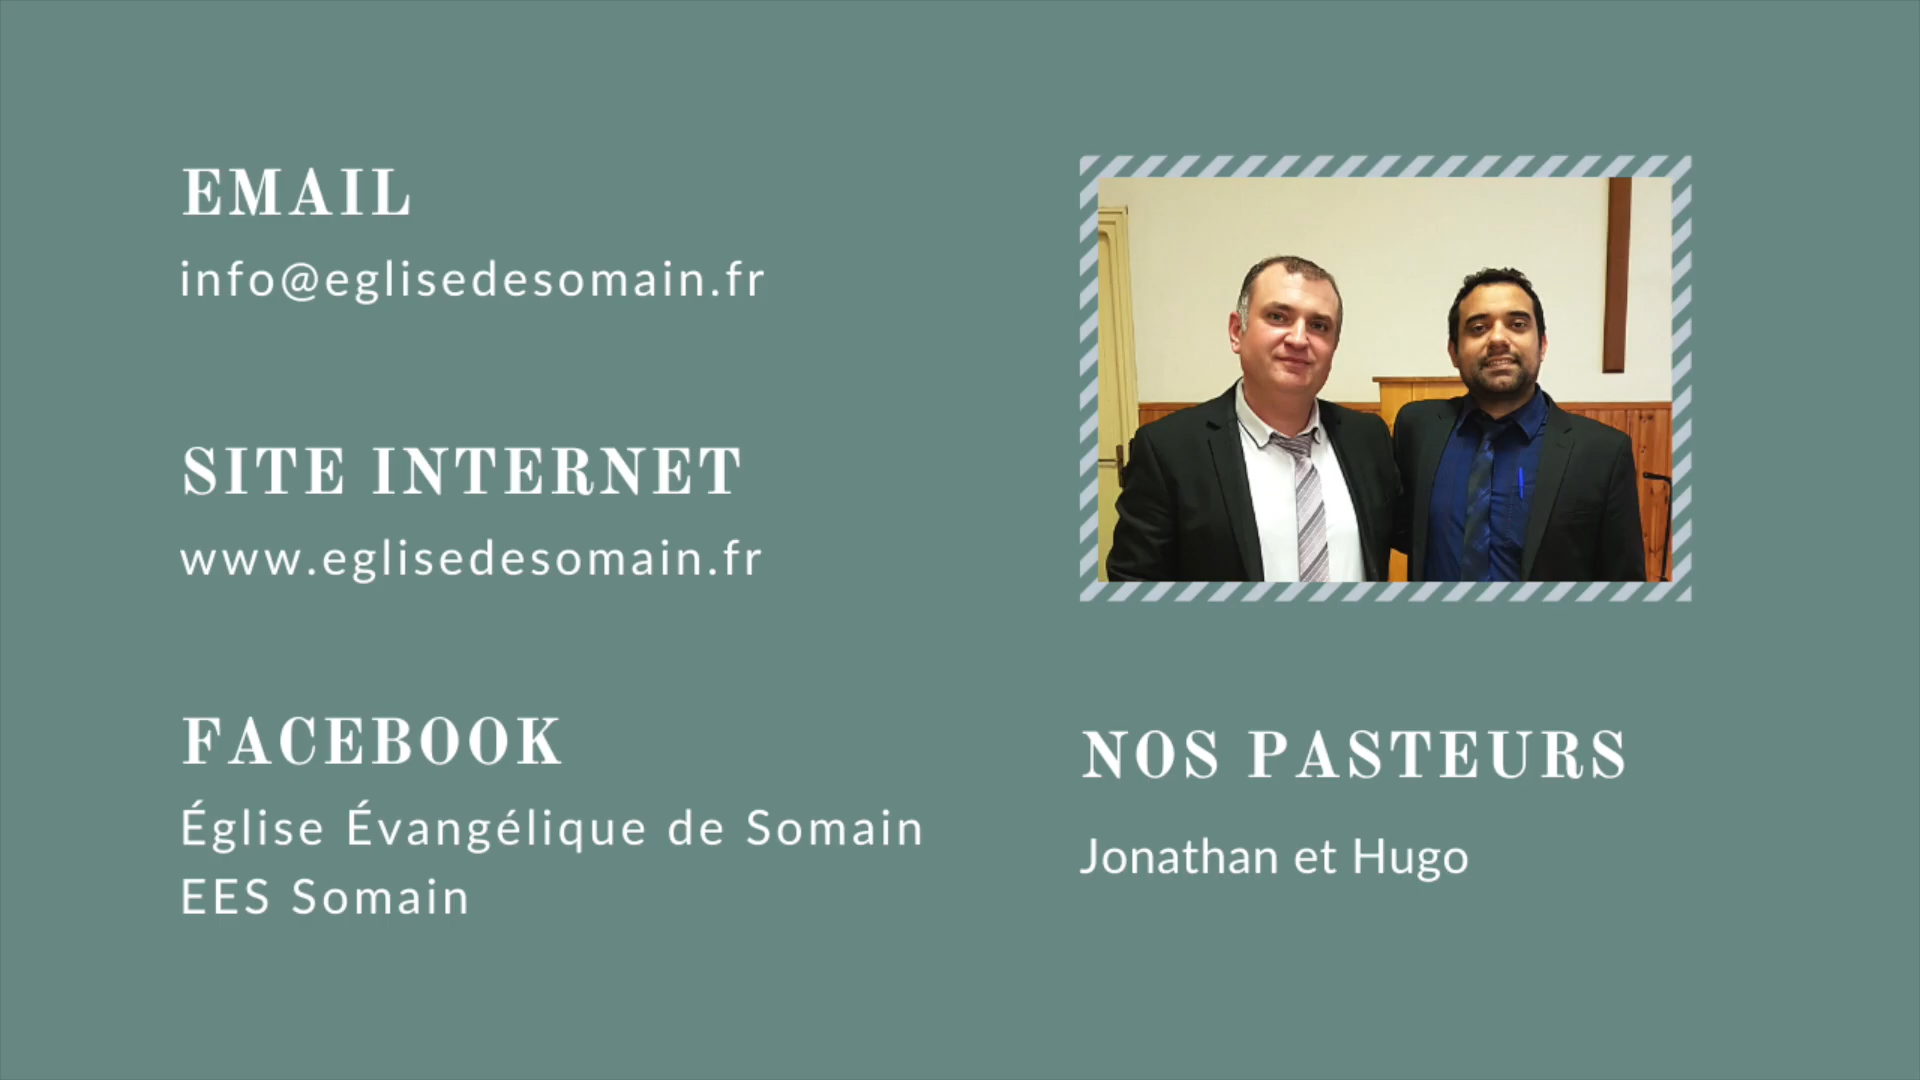 EMAIL
info@eglisedesomain.fr
SITE INTERNET
www.eglisedesomain.fr
FACEBOOK
Église Évangélique de Somain
EES Somain
NOS PASTEURS
Jonathan et Hugo